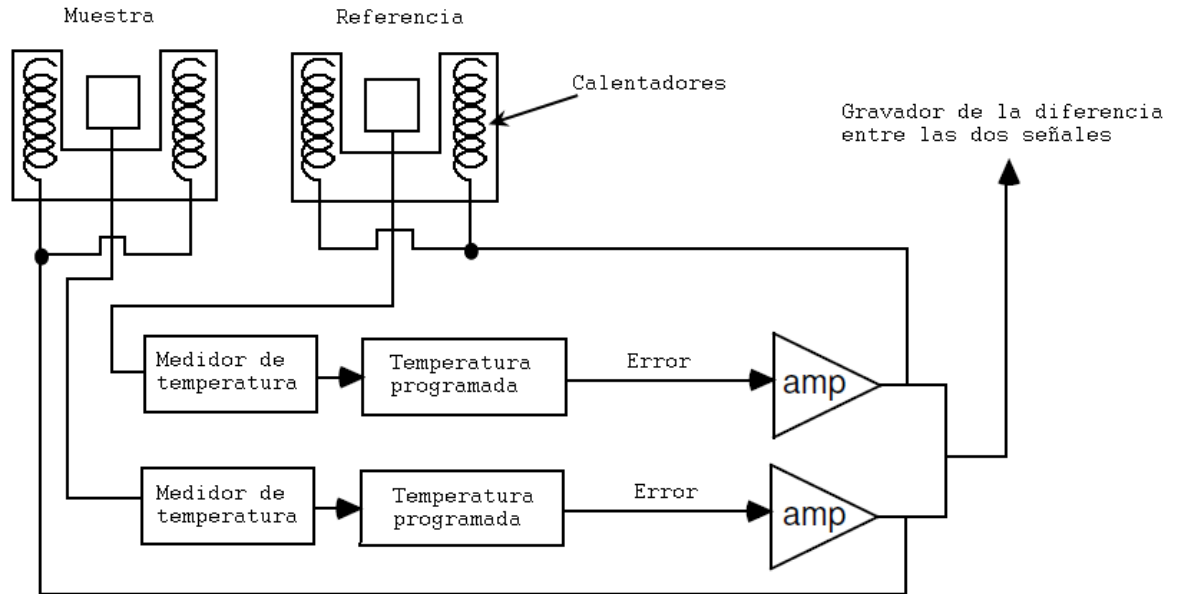 Muestra
Referencia
Calentadores
Gravador de la diferencia
entre las dos señales
Medidor de
temperatura
Temperatura
programada
Error
amp
Medidor de
temperatura
Temperatura
programada
Error
amp